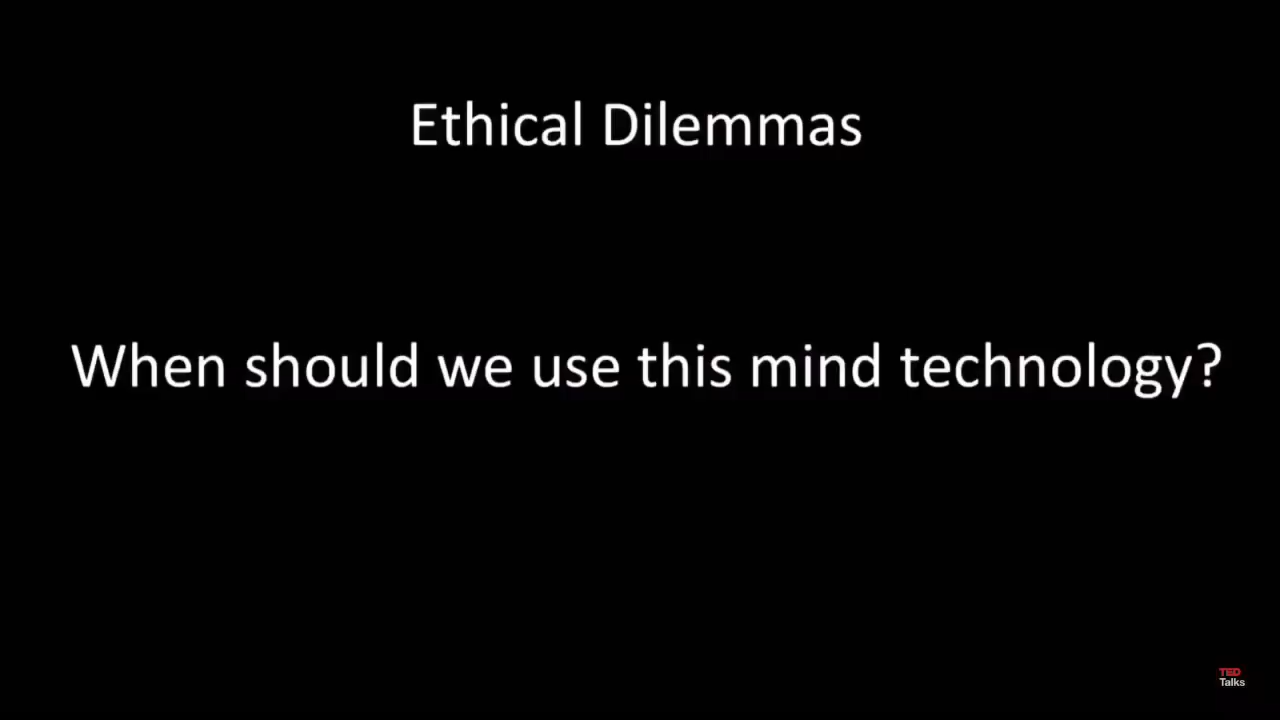 Ethical Dilemmas
When should we use this mind technology?
TED
Talks